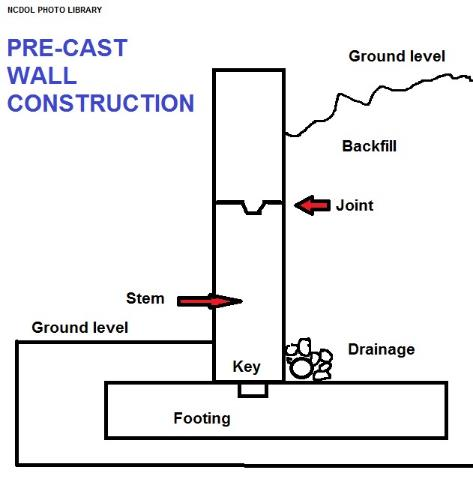 NCDOL PHOTO LIBRARY
PRE-CAST
WALL
CONSTRUCTION
Ground level
Backfill
Joint
Stem
Ground level
Drainage
Key
Footing